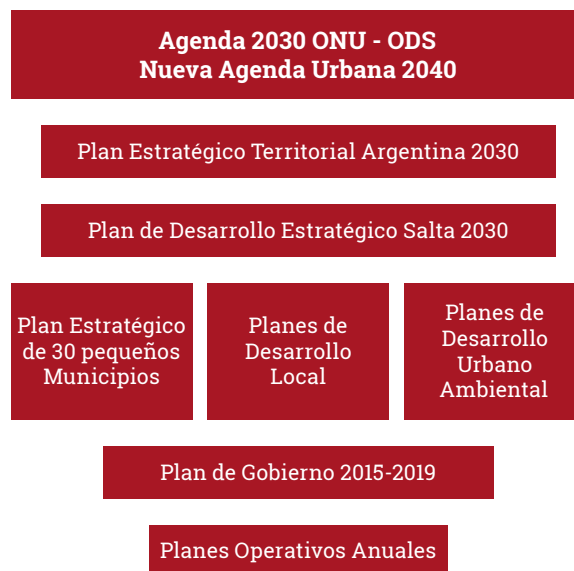 Agenda 2030 ONU - ODS
Nueva Agenda Urbana 2040
Plan Estratégico Territorial Argentina 2030
Plan de Desarrollo Estratégico Salta 2030
Plan Estratégico
de 30 pequeños
Municipios
Planes de
Desarrollo
Local
Planes de
Desarrollo
Urbano
Ambiental
Plan de Gobierno 2015-2019
Planes Operativos Anuales